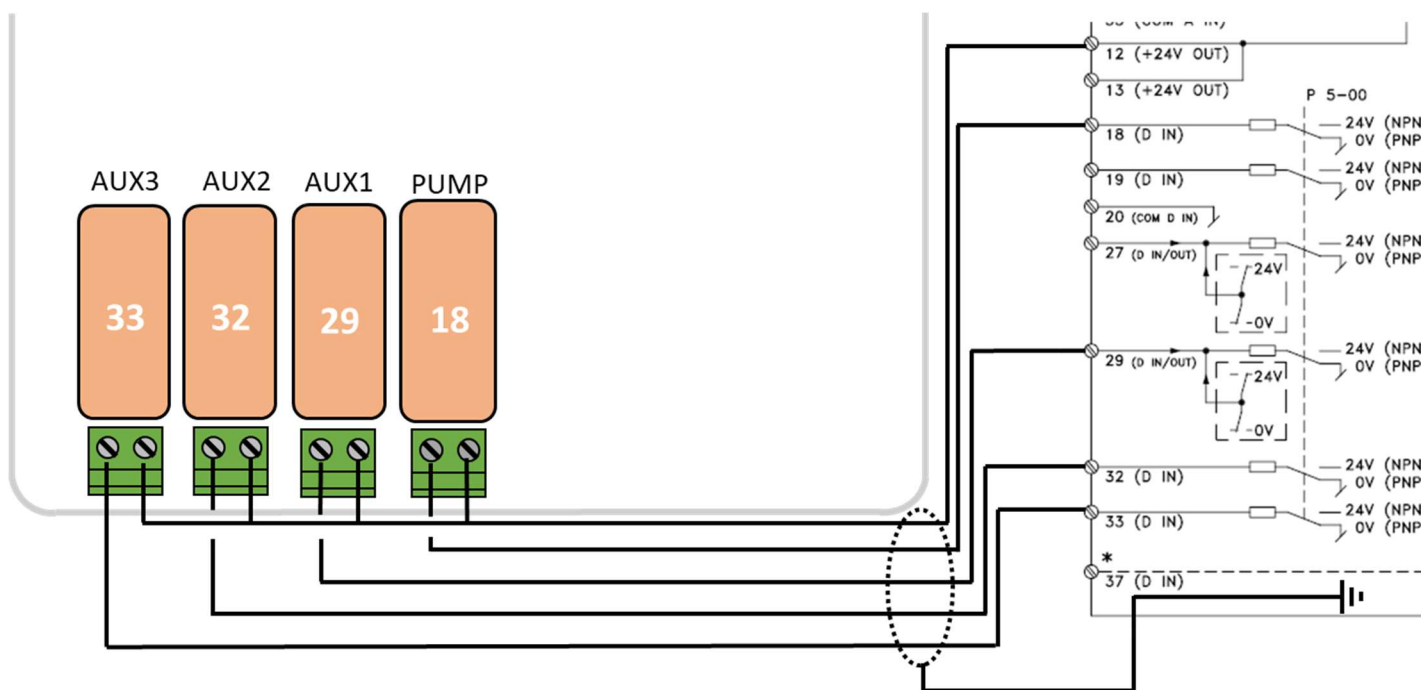 12 (+24V OUT)
13 (+24V OUT)
P 5-00
18 (D IN)
24V (NPN
0V (PNP
19 (D IN)
24V (NPN
0V (PNP
20 (COM D IN)
27 (D IN/OUT)
24V (NPN
0V (PNP
24V
0V
29 (D IN/OUT)
24V (NPN
0V (PNP
24V
0V
32 (D IN)
24V (NPN
0V (PNP
33 (D IN)
24V (NPN
0V (PNP
*
37 (D IN)
AUX3 AUX2 AUX1 PUMP
33 32 29 18